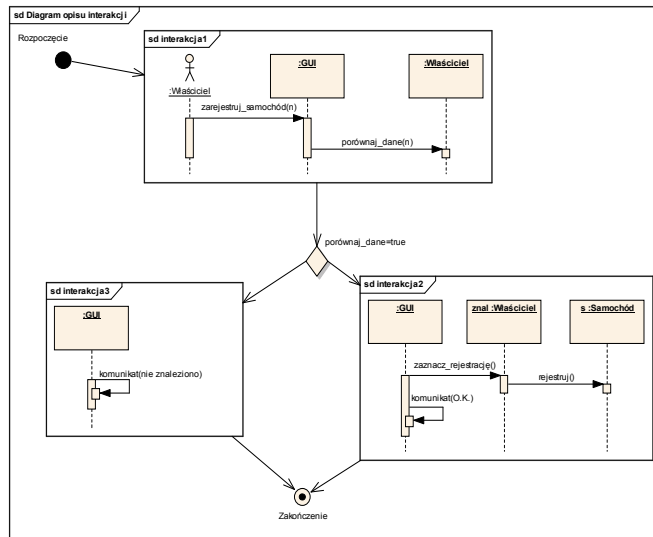 sd Diagram opisu interakcji
Rozpoczęcie
sd interakcja1
:Właściciel
:GUI
:Właściciel
zarejestruj_samochód(n)
porównaj_dane(n)
porównaj_dane=true
sd interakcja3
:GUI
komunikat(nie znaleziono)
sd interakcja2
:GUI
znal :Właściciel
s :Samochód
zaznacz_rejestrację()
rejestruj()
komunikat(O.K.)
Zakończenie